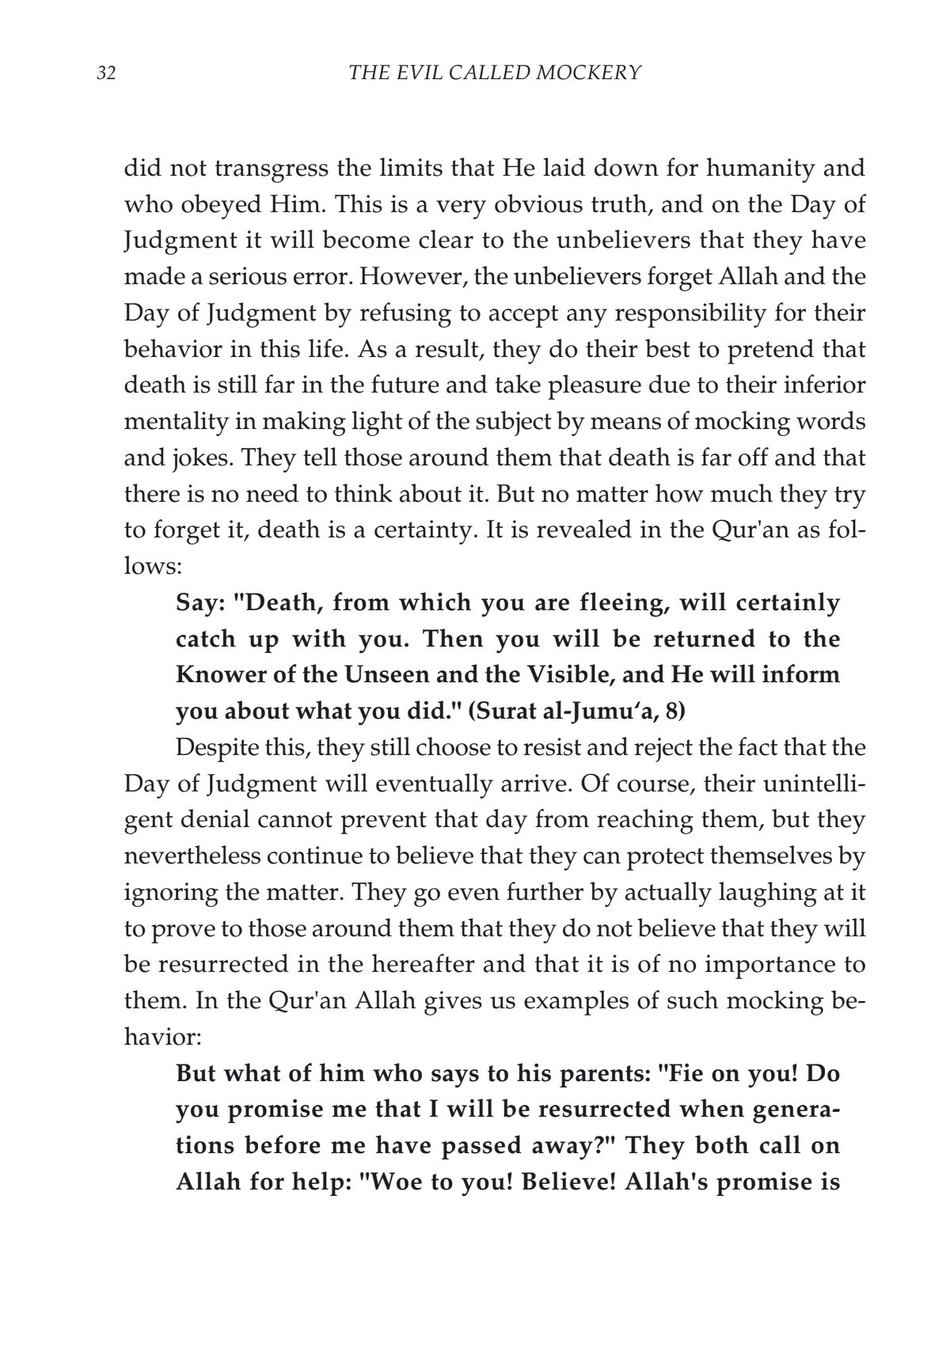 32
THE EVIL CALLED MOCKERY
did not transgress the limits that He laid down for humanity and
who obeyed Him. This is a very obvious truth, and on the Day of
Judgment it will become clear to the unbelievers that they have
made a serious error. However, the unbelievers forget Allah and the
Day of Judgment by refusing to accept any responsibility for their
behavior in this life. As a result, they do their best to pretend that
death is still far in the future and take pleasure due to their inferior
mentality in making light of the subject by means of mocking words
and jokes. They tell those around them that death is far off and that
there is no need to think about it. But no matter how much they try
to forget it, death is a certainty. It is revealed in the Qur'an as fol-
lows:
Say: "Death, from which you are fleeing, will certainly
catch up with you. Then you will be returned to the
Knower of the Unseen and the Visible, and He will inform
you about what you did." (Surat al-Jumu‘a, 8)
Despite this, they still choose to resist and reject the fact that the
Day of Judgment will eventually arrive. Of course, their unintelli-
gent denial cannot prevent that day from reaching them, but they
nevertheless continue to believe that they can protect themselves by
ignoring the matter. They go even further by actually laughing at it
to prove to those around them that they do not believe that they will
be resurrected in the hereafter and that it is of no importance to
them. In the Qur'an Allah gives us examples of such mocking be-
havior:
But what of him who says to his parents: "Fie on you! Do
you promise me that I will be resurrected when genera-
tions before me have passed away?" They both call on
Allah for help: "Woe to you! Believe! Allah's promise is